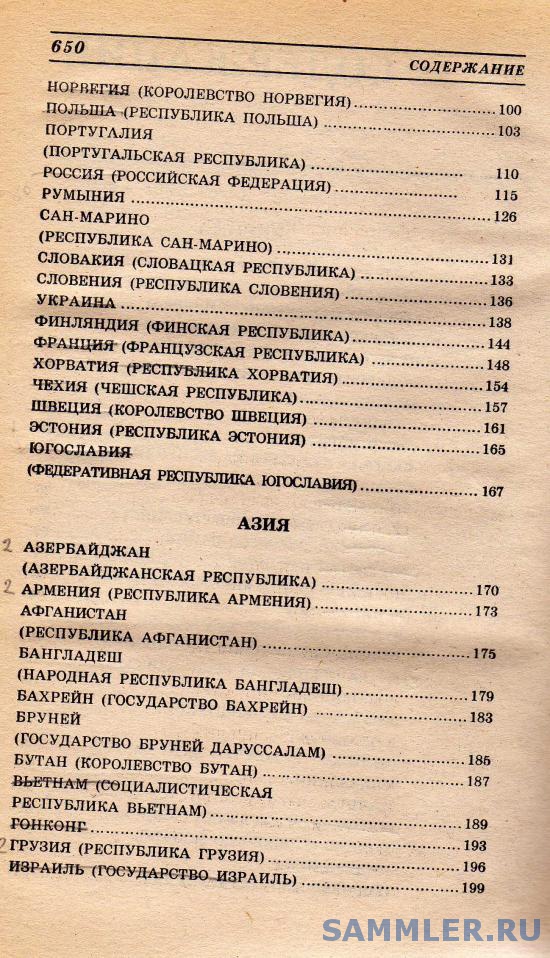 650
СОДЕРЖАНИЕ
НОРВЕГИЯ (КОРОЛЕВСТВО НОРВЕГИЯ) 100
ПОЛЬША (РЕСПУБЛИКА ПОЛЬША) 103
ПОРТУГАЛИЯ
(ПОРТУГАЛЬСКАЯ РЕСПУБЛИКА) 110
РОССИЯ (РОССИЙСКАЯ ФЕДЕРАЦИЯ) 115
РУМЫНИЯ 126
САН-МАРИНО
(РЕСПУБЛИКА САН-МАРИНО) 131
СЛОВАКИЯ (СЛОВАЦКАЯ РЕСПУБЛИКА) 133
СЛОВЕНИЯ (РЕСПУБЛИКА СЛОВЕНИЯ) 136
УКРАИНА 138
ФИНЛЯНДИЯ (ФИНСКАЯ РЕСПУБЛИКА) 144
ФРАНЦИЯ (ФРАНЦУЗСКАЯ РЕСПУБЛИКА) 148
ХОРВАТИЯ (РЕСПУБЛИКА ХОРВАТИЯ) 154
ЧЕХИЯ (ЧЕШСКАЯ РЕСПУБЛИКА) 157
ШВЕЦИЯ (КОРОЛЕВСТВО ШВЕЦИЯ) 161
ЭСТОНИЯ (РЕСПУБЛИКА ЭСТОНИЯ) 165
ЮГОСЛАВИЯ
(ФЕДЕРАТИВНАЯ РЕСПУБЛИКА ЮГОСЛАВИЯ) 167
АЗИЯ
2 АЗЕРБАЙДЖАН
(АЗЕРБАЙДЖАНСКАЯ РЕСПУБЛИКА) 170
2 АРМЕНИЯ (РЕСПУБЛИКА АРМЕНИЯ) 173
АФГАНИСТАН
(РЕСПУБЛИКА АФГАНИСТАН) 175
БАНГЛАДЕШ
(НАРОДНАЯ РЕСПУБЛИКА БАНГЛАДЕШ) 179
БАХРЕЙН (ГОСУДАРСТВО БАХРЕЙН) 183
БРУНЕЙ
(ГОСУДАРСТВО БРУНЕЙ ДАРУССАЛАМ) 185
БУТАН (КОРОЛЕВСТВО БУТАН) 187
ВЬЕТНАМ (СОЦИАЛИСТИЧЕСКАЯ
РЕСПУБЛИКА ВЬЕТНАМ) 189
ГОНКОНГ 193
2 ГРУЗИЯ (РЕСПУБЛИКА ГРУЗИЯ) 196
ИЗРАИЛЬ (ГОСУДАРСТВО ИЗРАИЛЬ) 199
SAMMLER.RU